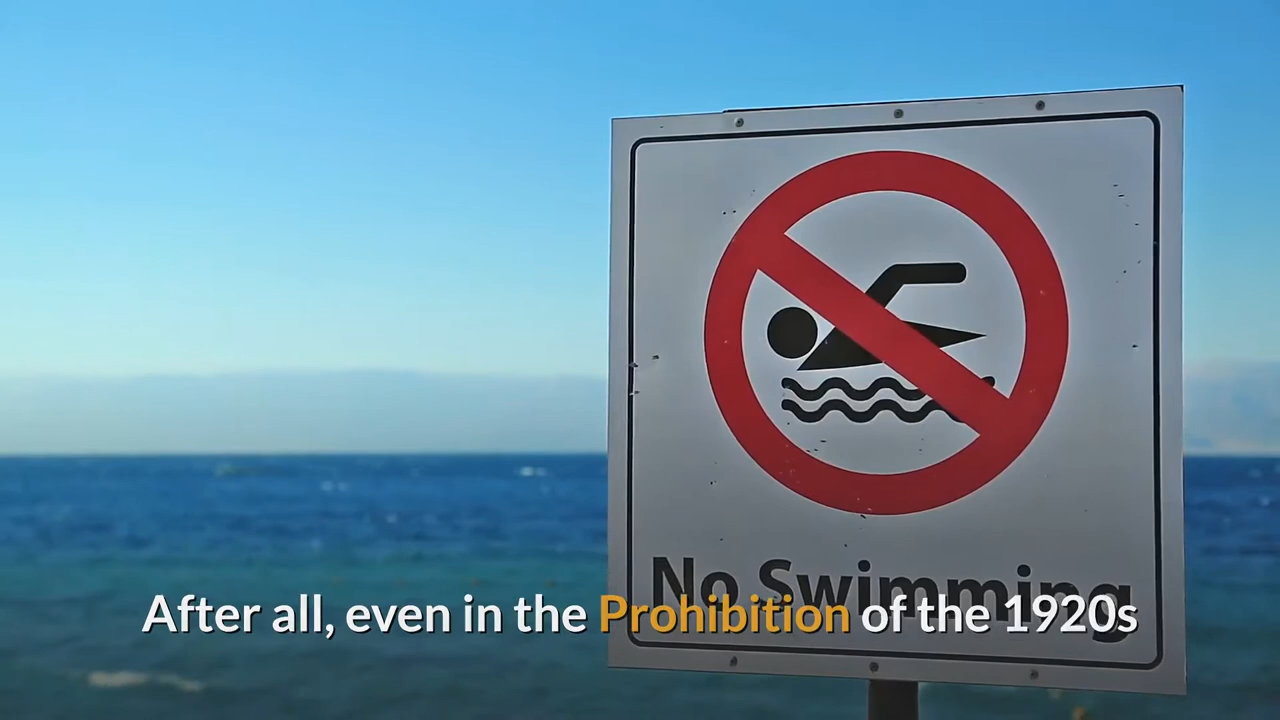 No Swimming
After all, even in the Prohibition of the 1920s